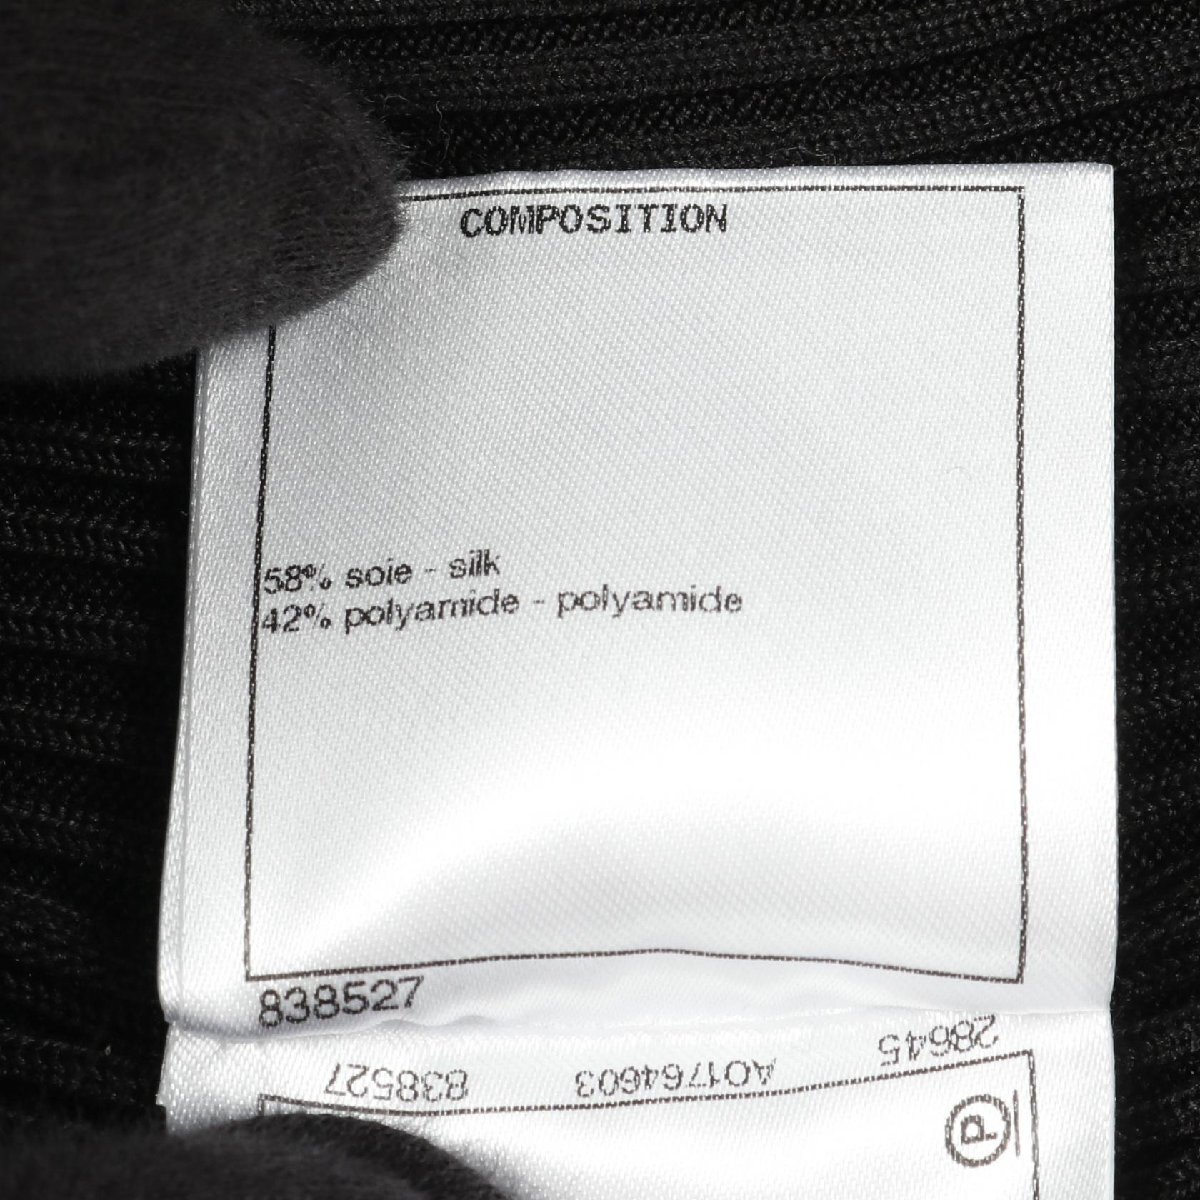 COMPOSITION
58% soie - silk
42% polyamide - polyamide
838527
28645 A01764603 838527
P